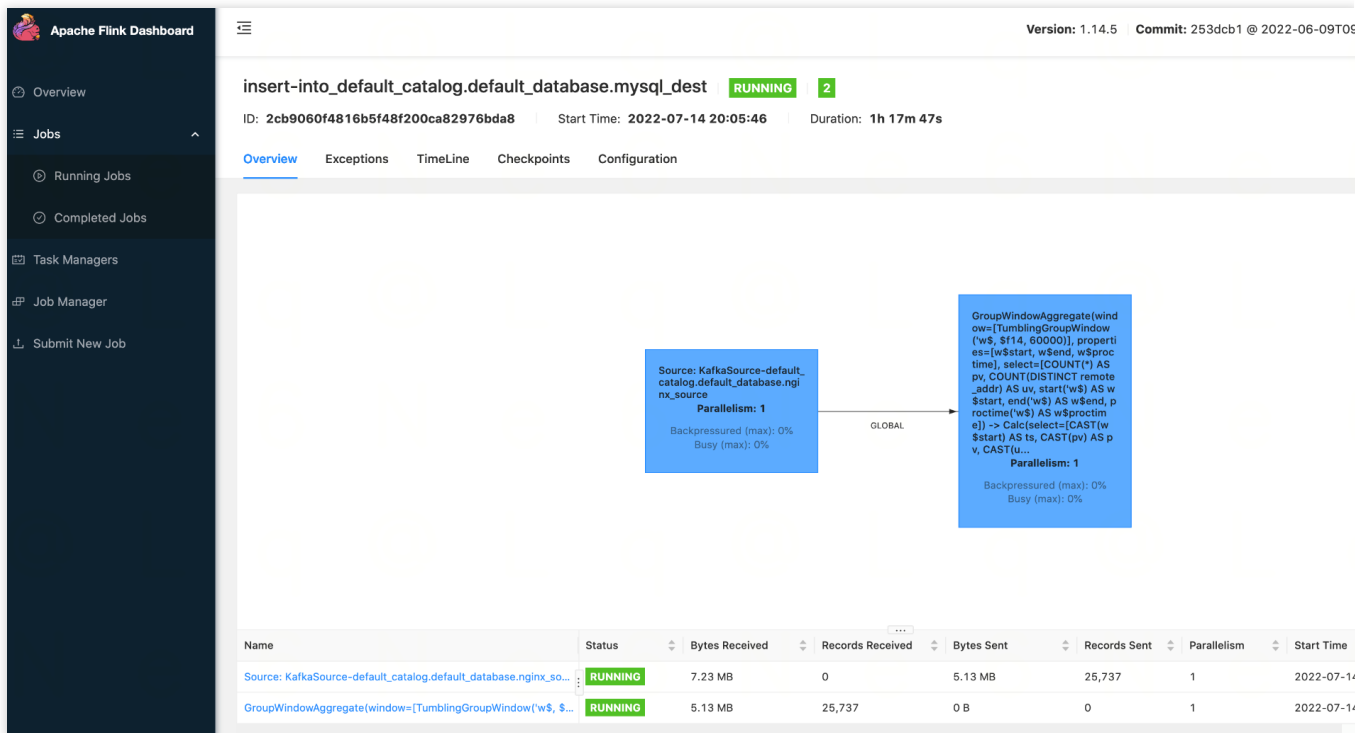 Apache Flink Dashboard
Version: 1.14.5 Commit: 253dcb1 @ 2022-06-09T09
Overview
Jobs
Running Jobs
Completed Jobs
Task Managers
Job Manager
Submit New Job
insert-into_default_catalog.default_database.mysql_dest RUNNING 2
ID: 2cb9060f4816b5f48f200ca82976bda8 Start Time: 2022-07-14 20:05:46 Duration: 1h 17m 47s
Overview Exceptions TimeLine Checkpoints Configuration
Source: KafkaSource-default_
catalog.default_database.ngi
nx_source
Parallelism: 1
Backpressured (max): 0%
Busy (max): 0%
GLOBAL
GroupWindowAggregate(wind
ow=[TumblingGroupWindow
('w$, $f14, 60000)], properti
es=[w$start, w$end, w$proc
time], select=[COUNT(*) AS
pv, COUNT(DISTINCT remote
_addr) AS uv, start('w$) AS w
$start, end('w$) AS w$end, p
roctime('w$) AS w$proctim
e]) -> Calc(select=[CAST(w
$start) AS ts, CAST(pv) AS p
v, CAST(u...
Parallelism: 1
Backpressured (max): 0%
Busy (max): 0%
Name Status Bytes Received Records Received Bytes Sent Records Sent Parallelism Start Time
Source: KafkaSource-default_catalog.default_database.nginx_so... RUNNING 7.23 MB 0 5.13 MB 25,737 1 2022-07-14
GroupWindowAggregate(window=[TumblingGroupWindow('w$, $... RUNNING 5.13 MB 25,737 0 B 0 1 2022-07-14